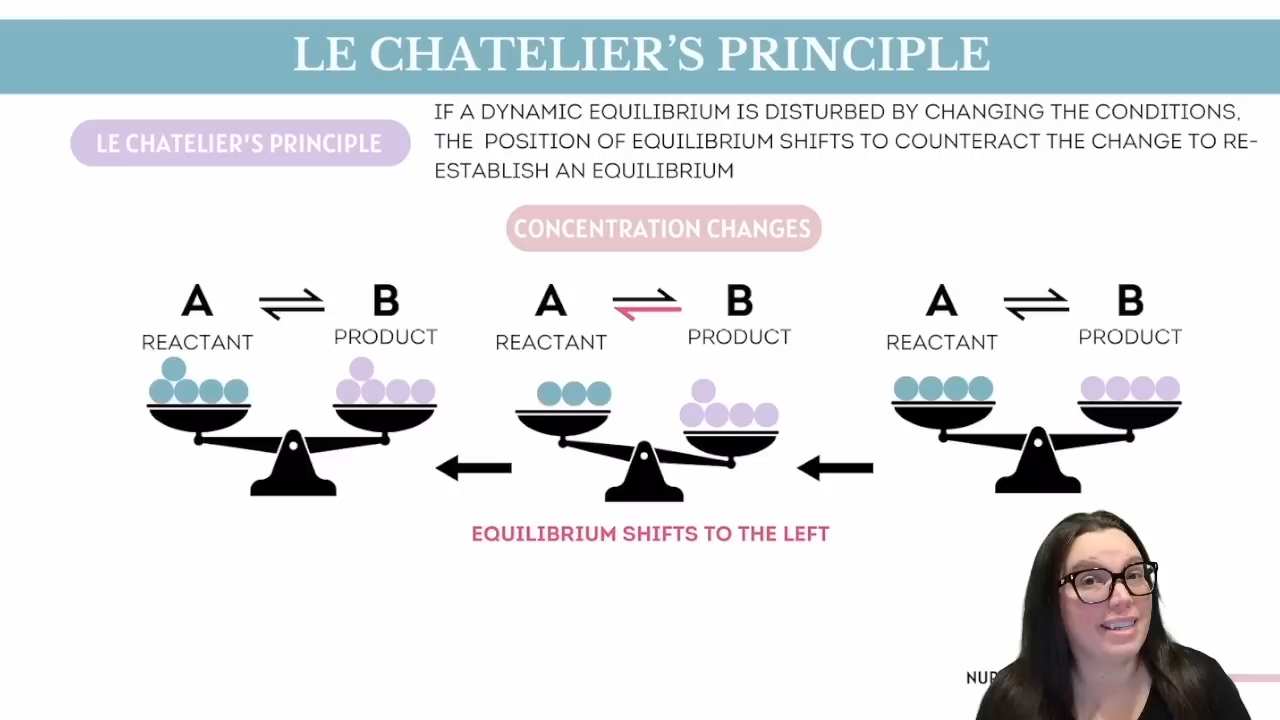 LE CHATELIER'S PRINCIPLE
LE CHATELIER'S PRINCIPLE
IF A DYNAMIC EQUILIBRIUM IS DISTURBED BY CHANGING THE CONDITIONS,
THE POSITION OF EQUILIBRIUM SHIFTS TO COUNTERACT THE CHANGE TO RE-
ESTABLISH AN EQUILIBRIUM
CONCENTRATION CHANGES
A ⇌ B
REACTANT PRODUCT
A ⇌ B
REACTANT PRODUCT
A ⇌ B
REACTANT PRODUCT
EQUILIBRIUM SHIFTS TO THE LEFT